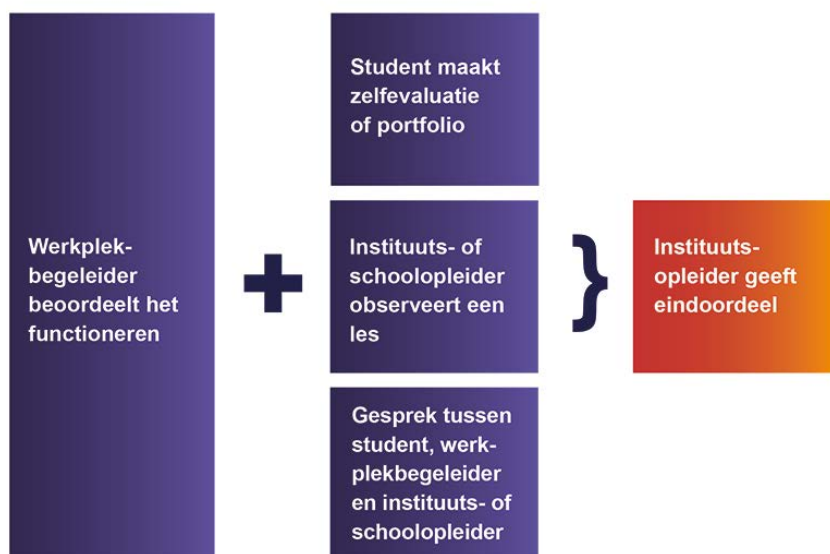 Werkplek-
begeleider
beoordeelt het
functioneren
+
Student maakt
zelfevaluatie
of portfolio
Instituuts- of
schoolopleider
observeert een
les
Gesprek tussen
student, werk-
plekbegeleider
en instituuts- of
schoolopleider
}
Instituuts-
opleider geeft
eindoordeel